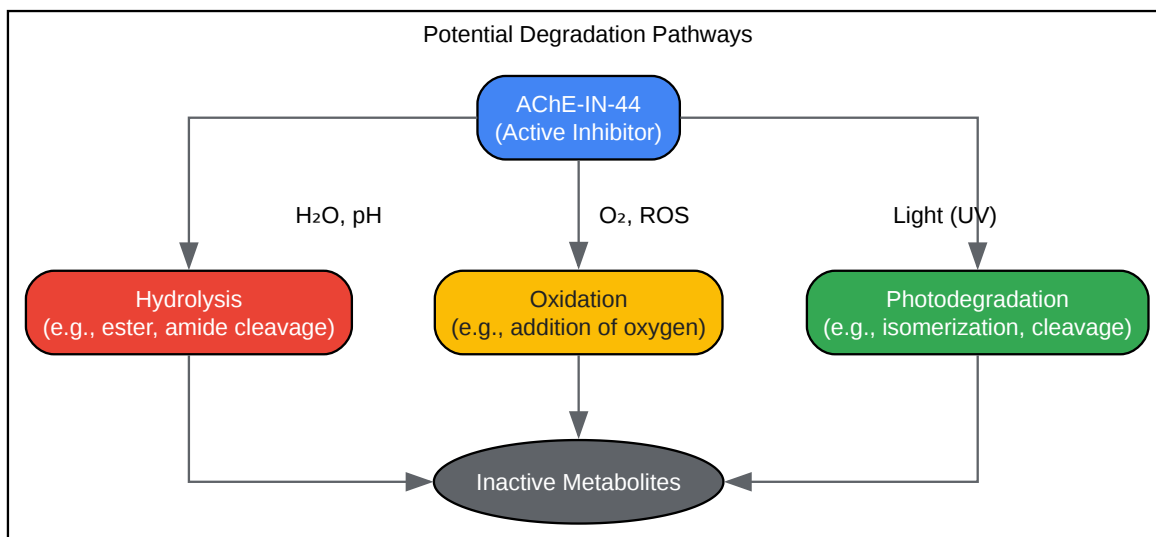 Potential Degradation Pathways
AChE-IN-44
(Active Inhibitor)
H₂O, pH
O₂, ROS
Light (UV)
Hydrolysis
(e.g., ester, amide cleavage)
Oxidation
(e.g., addition of oxygen)
Photodegradation
(e.g., isomerization, cleavage)
Inactive Metabolites